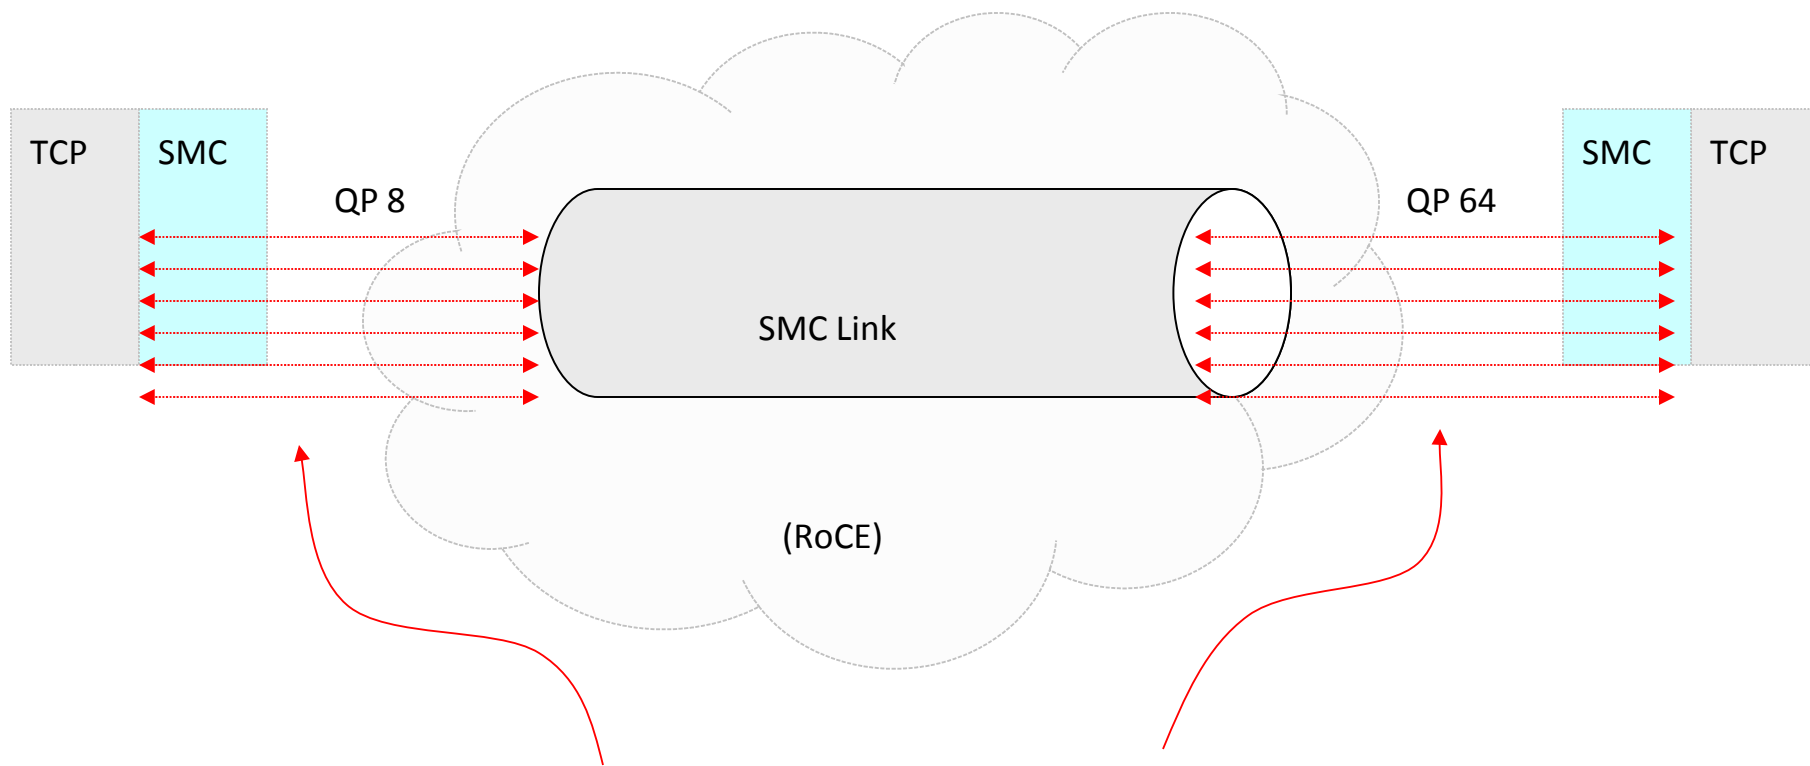 TCP
SMC
SMC
TCP
QP 8
QP 64
SMC Link
(RoCE)